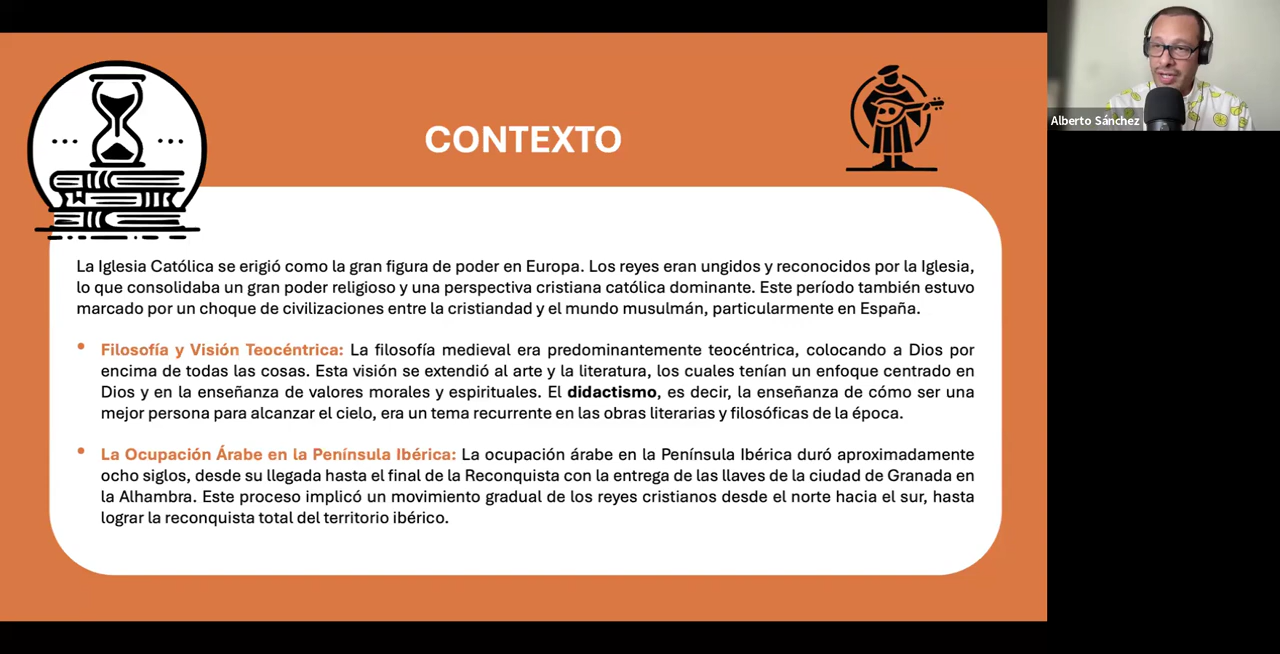 CONTEXTO
Alberto Sánchez
La Iglesia Católica se erigió como la gran figura de poder en Europa. Los reyes eran ungidos y reconocidos por la Iglesia,
lo que consolidaba un gran poder religioso y una perspectiva cristiana católica dominante. Este período también estuvo
marcado por un choque de civilizaciones entre la cristiandad y el mundo musulmán, particularmente en España.
• Filosofía y Visión Teocéntrica: La filosofía medieval era predominantemente teocéntrica, colocando a Dios por
encima de todas las cosas. Esta visión se extendió al arte y la literatura, los cuales tenían un enfoque centrado en
Dios y en la enseñanza de valores morales y espirituales. El didactismo, es decir, la enseñanza de cómo ser una
mejor persona para alcanzar el cielo, era un tema recurrente en las obras literarias y filosóficas de la época.
• La Ocupación Árabe en la Península Ibérica: La ocupación árabe en la Península Ibérica duró aproximadamente
ocho siglos, desde su llegada hasta el final de la Reconquista con la entrega de las llaves de la ciudad de Granada en
la Alhambra. Este proceso implicó un movimiento gradual de los reyes cristianos desde el norte hacia el sur, hasta
lograr la reconquista total del territorio ibérico.